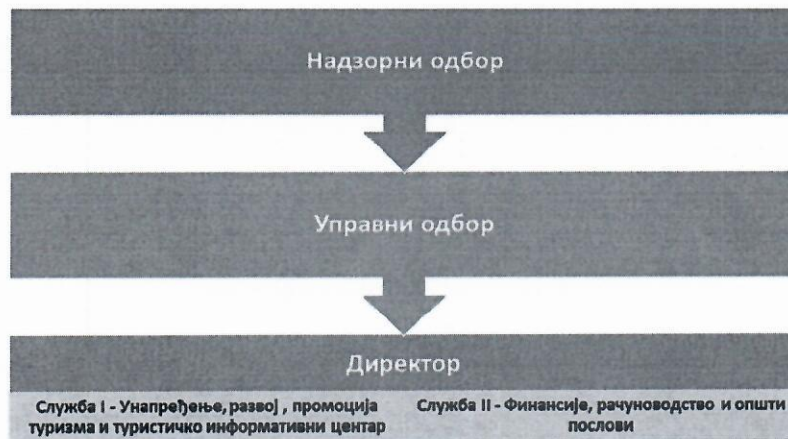 Надзорни одбор
Управни одбор
Директор
Служба I - Унапређење, развој , промоција
туризма и туристичко информативни центар
Служба II - Финансије, рачуноводство и општи
послови